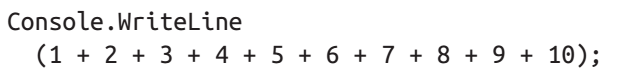 Console.WriteLine
  (1 + 2 + 3 + 4 + 5 + 6 + 7 + 8 + 9 + 10);